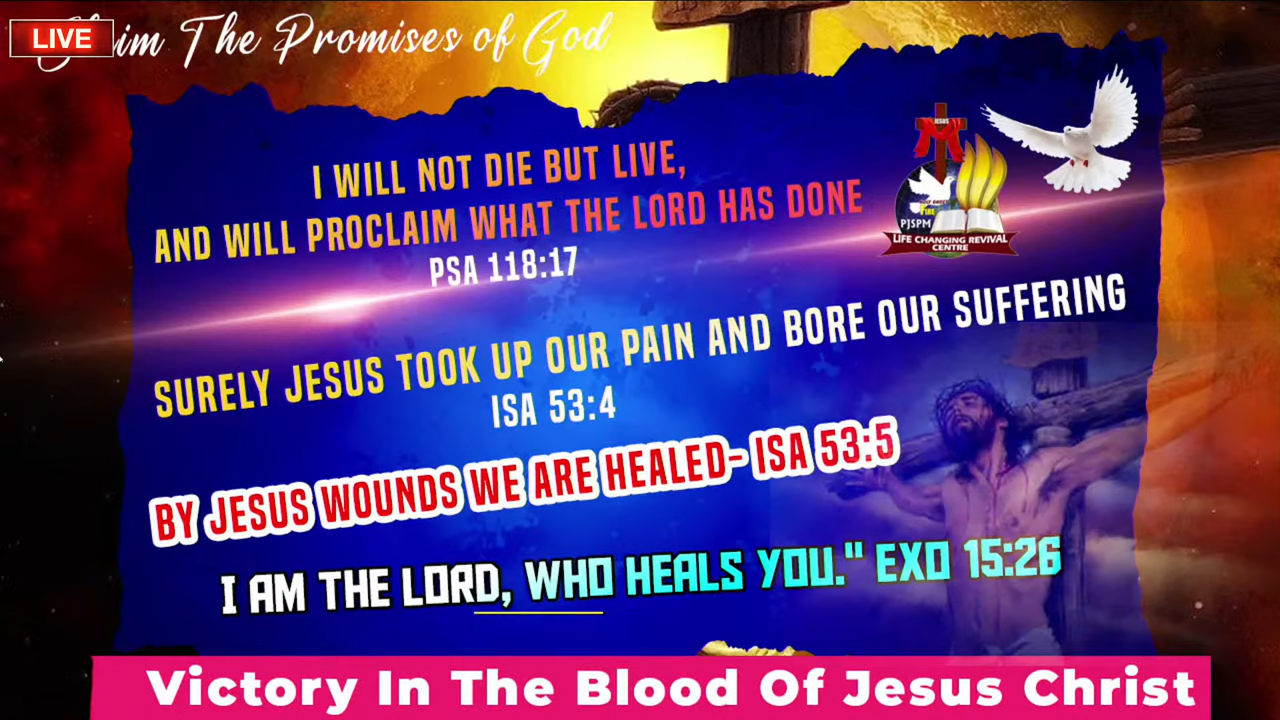 LIVE
The Promises of God
I WILL NOT DIE BUT LIVE,
AND WILL PROCLAIM WHAT THE LORD HAS DONE
PSA 118:17
JESUS
FIRE
PJSPM
LIFE CHANGING REVIVAL
CENTRE
SURELY JESUS TOOK UP OUR PAIN AND BORE OUR SUFFERING
ISA 53:4
BY JESUS WOUNDS WE ARE HEALED- ISA 53:5
I AM THE LORD, WHO HEALS YOU." EXO 15:26
Victory In The Blood Of Jesus Christ